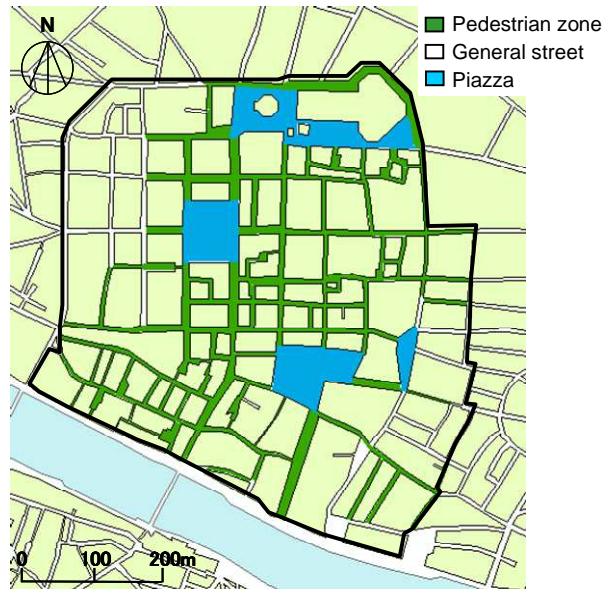 N
Pedestrian zone
General street
Piazza
0 100 200m